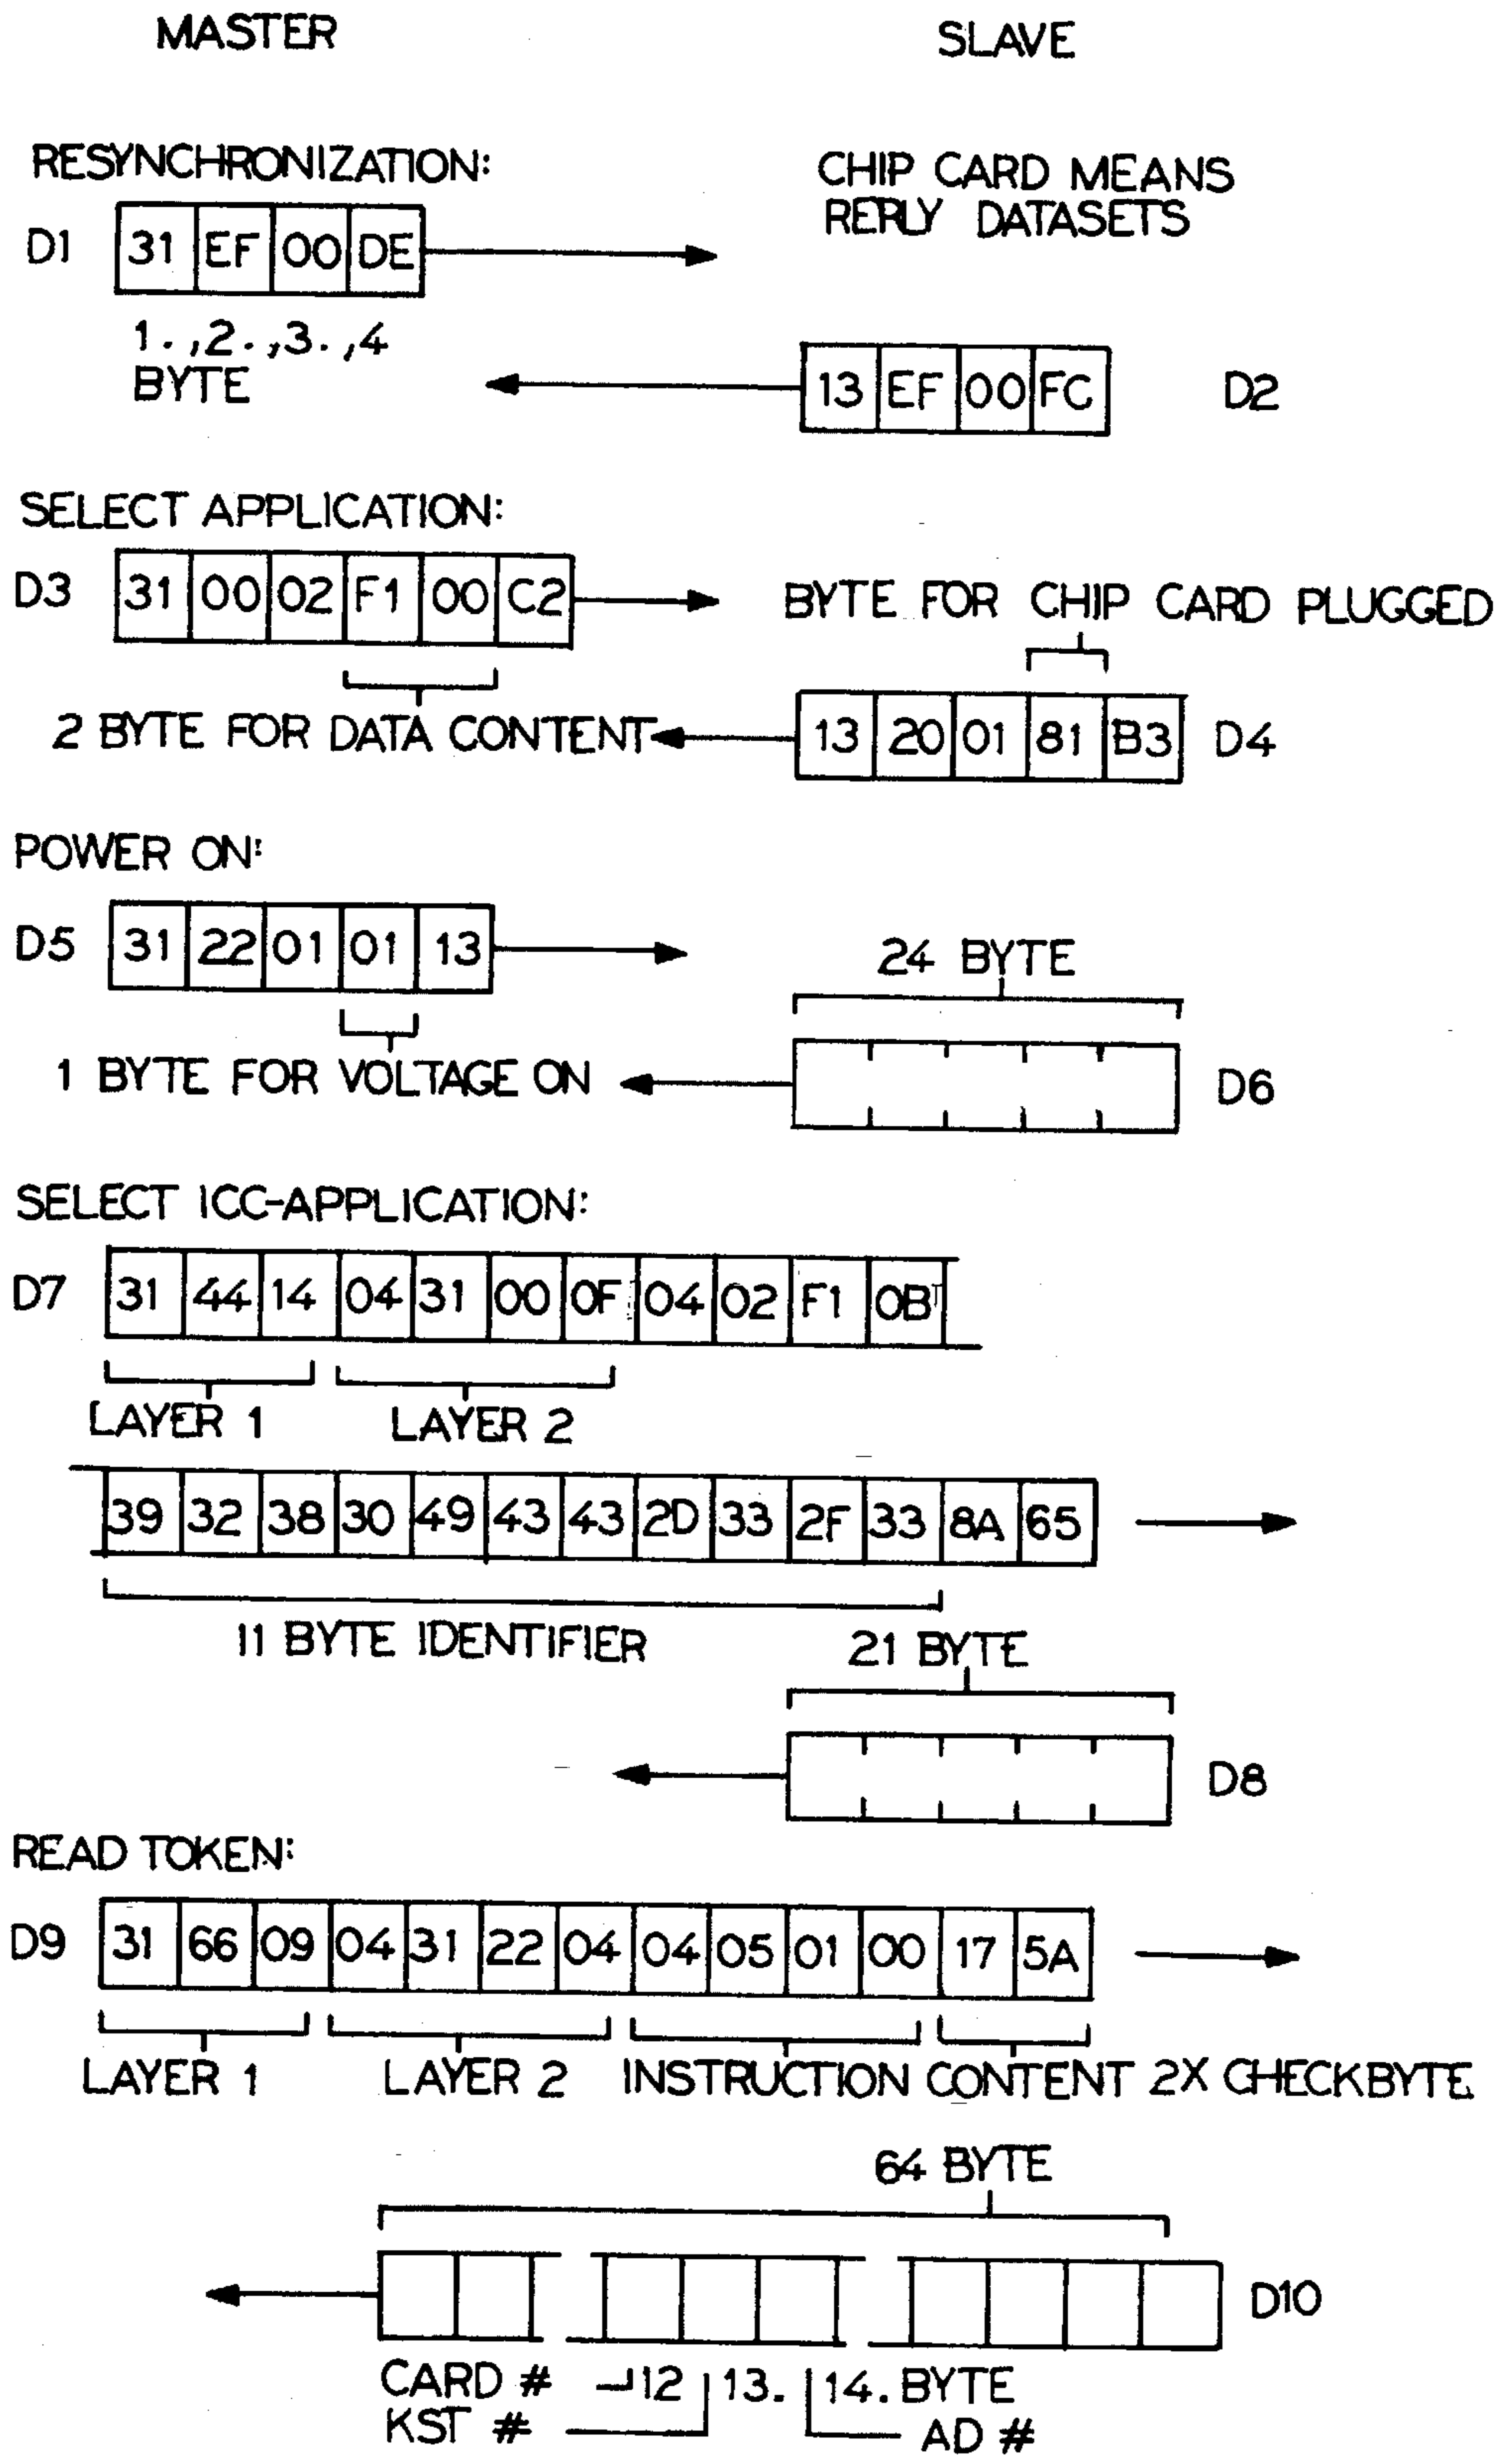 MASTER
SLAVE
RESYNCHRONIZATION:
CHIP CARD MEANS
REPLY DATASETS
D1 31 EF 00 DE
1.,2.,3.,4
BYTE
13 EF 00 FC D2
SELECT APPLICATION:
D3 31 00 02 F1 00 C2
BYTE FOR CHIP CARD PLUGGED
2 BYTE FOR DATA CONTENT
13 20 01 81 B3 D4
POWER ON:
D5 31 22 01 01 13
24 BYTE
1 BYTE FOR VOLTAGE ON
D6
SELECT ICC-APPLICATION:
D7 31 44 14 04 31 00 0F 04 02 F1 0B
LAYER 1 LAYER 2
39 32 38 30 49 43 43 2D 33 2F 33 8A 65
11 BYTE IDENTIFIER
21 BYTE
D8
READ TOKEN:
D9 31 66 09 04 31 22 04 04 05 01 00 17 5A
LAYER 1 LAYER 2 INSTRUCTION CONTENT 2X CHECKBYTE
64 BYTE
D10
CARD # 12 13. 14. BYTE
KST # AD #